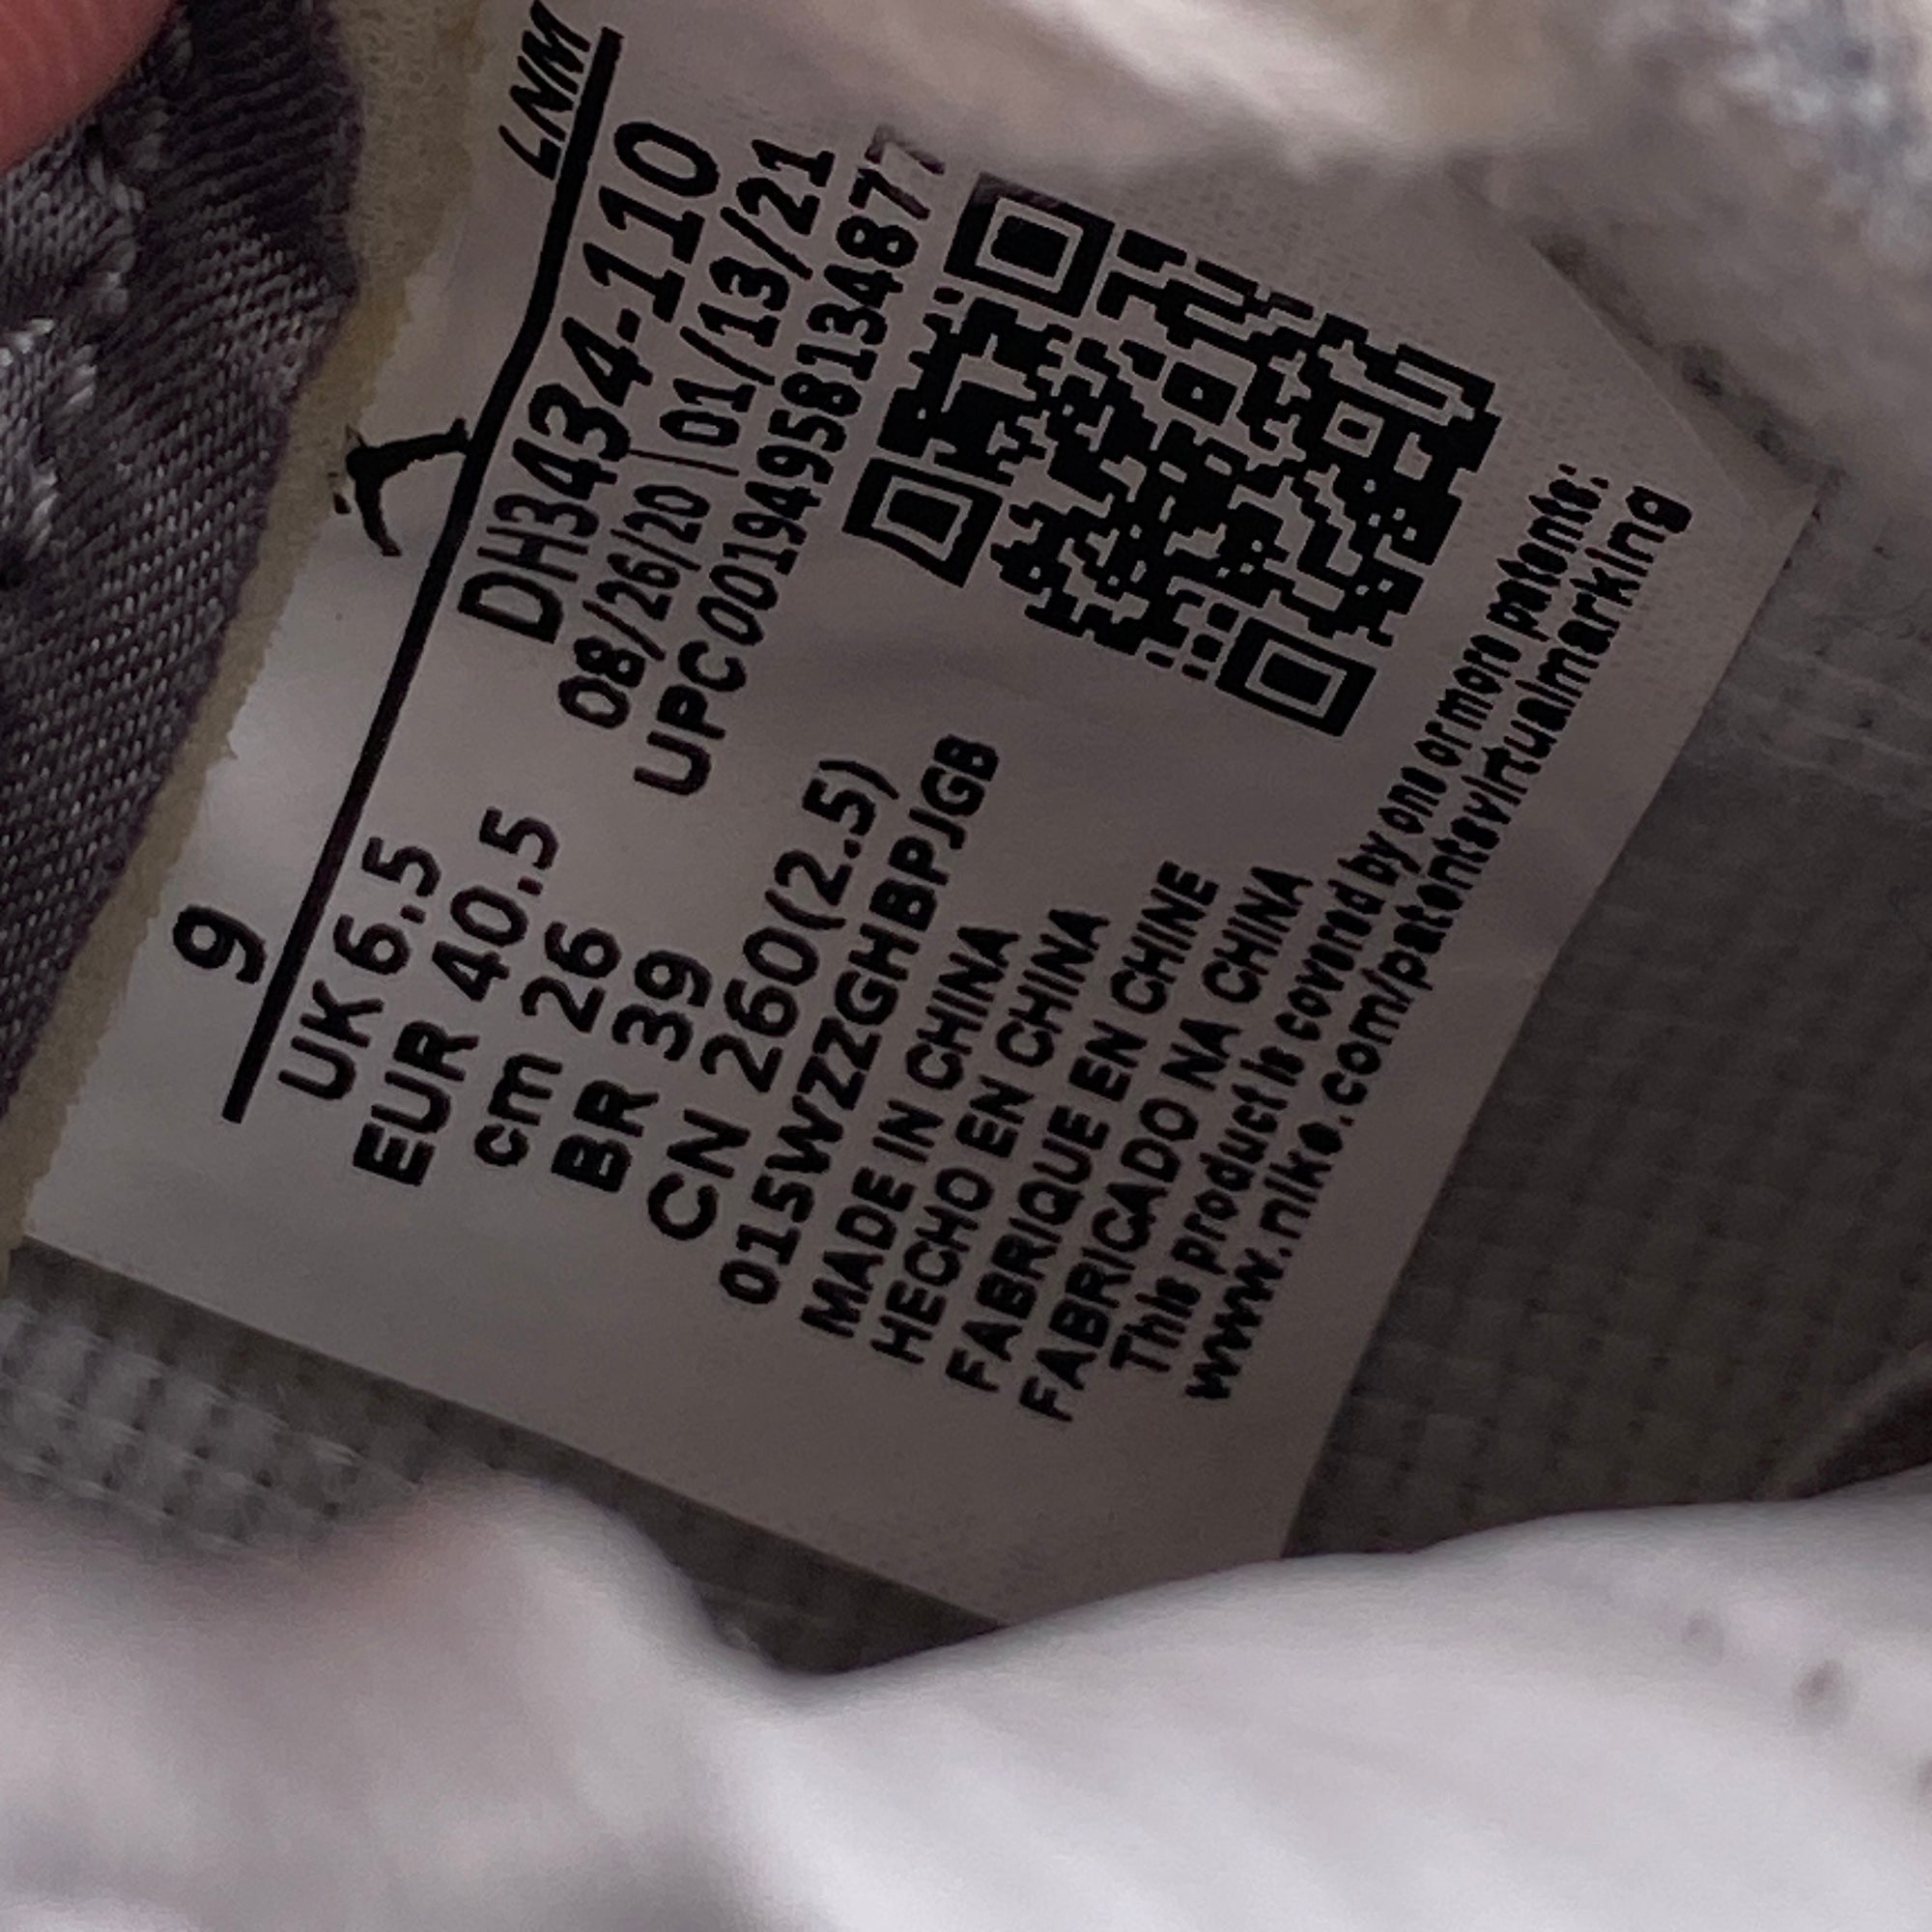 LNM
9
UK 6.5
EUR 40.5
cm 26
BR 39
CN 260(2.5)
015WZZGHBPJGB
DH3434-110
08/26/20 | 01/13/21
UPC00194958134877
MADE IN CHINA
HECHO EN CHINA
FABRIQUE EN CHINE
FABRICADO NA CHINA
This product is covered by one or more patents:
www.nike.com/patentsvirtualmarking